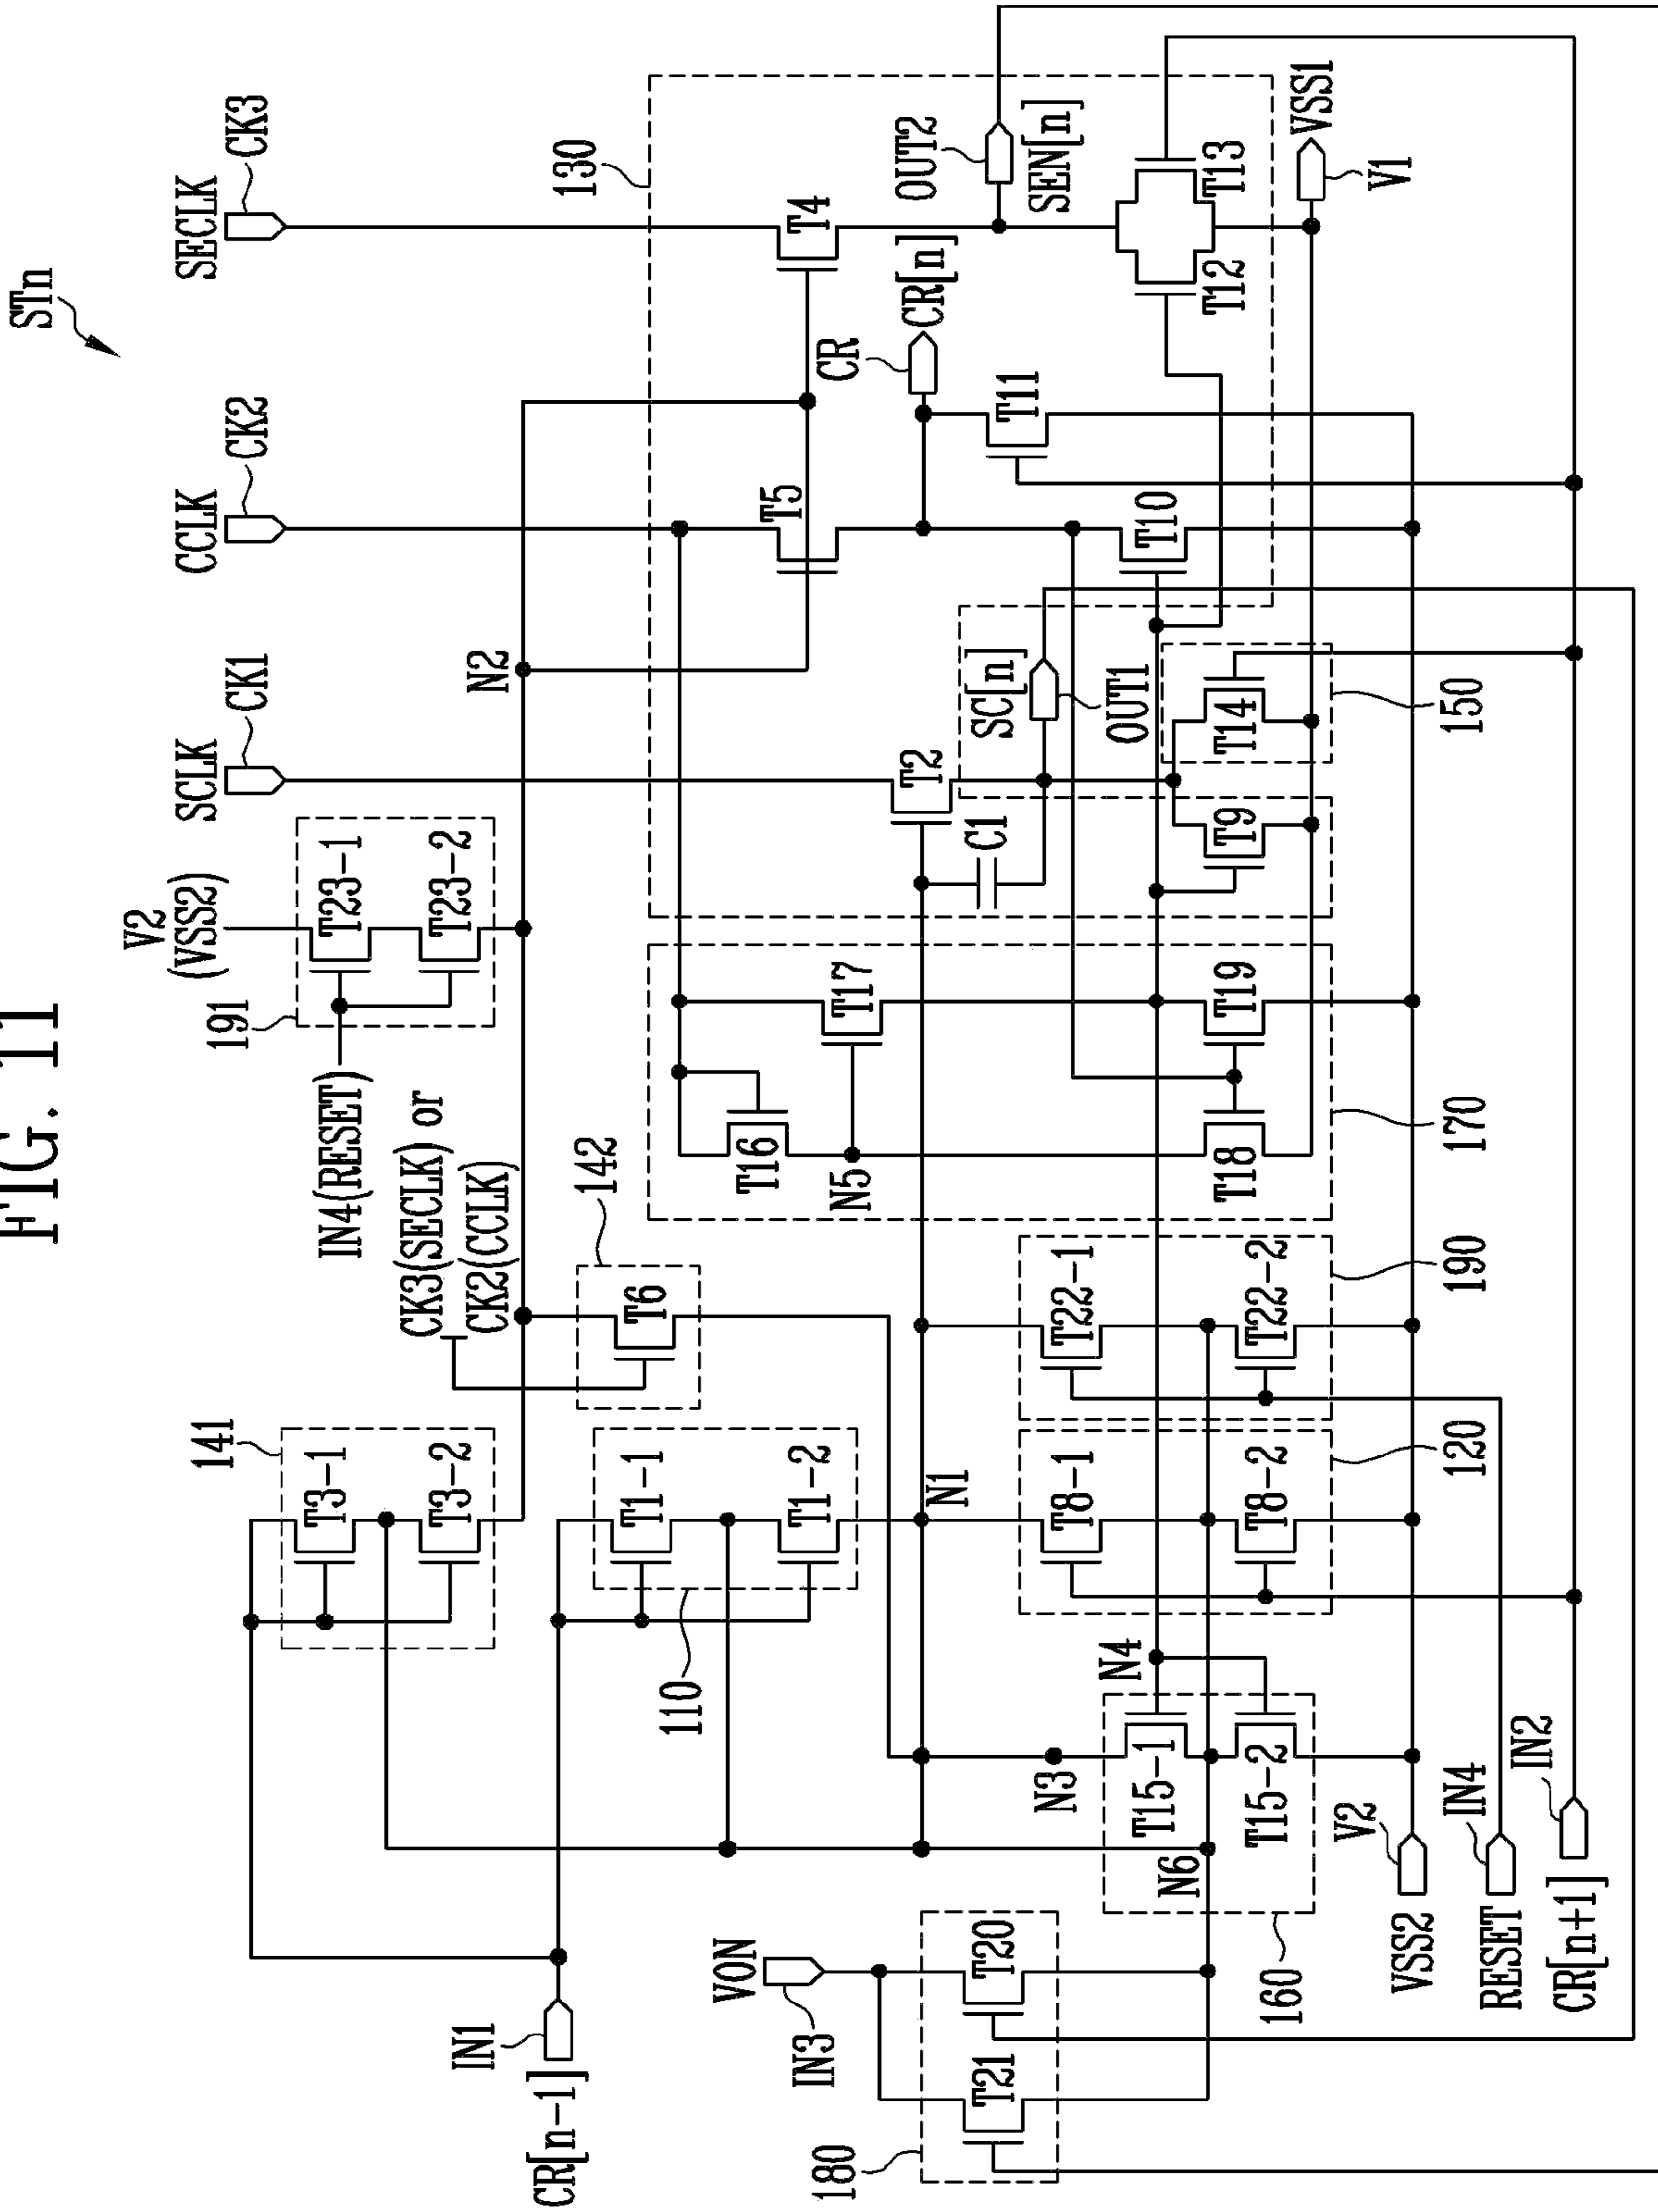 FIG. 11
STn
SECLK
CK3
CCLK
CK2
SCLK
CK1
V2
(VSS2)
191
T23-1
T23-2
IN4(RESET)
CK3(SECLK) or
CK2(CCLK)
141
T3-1
T3-2
N2
142
T6
110
T1-1
T1-2
130
T4
T5
T2
C1
CR
CR[n]
OUT2
SEN[n]
T11
T10
T12
T13
SC[n]
OUT1
T14
150
T9
VSS1
V1
T16
T17
N5
T18
T19
170
N1
T22-1
T22-2
190
T8-1
T8-2
120
N4
N3
T15-1
T15-2
N6
160
IN1
CR[n-1]
VON
IN3
T20
T21
180
V2
VSS2
IN4
RESET
IN2
CR[n+1]